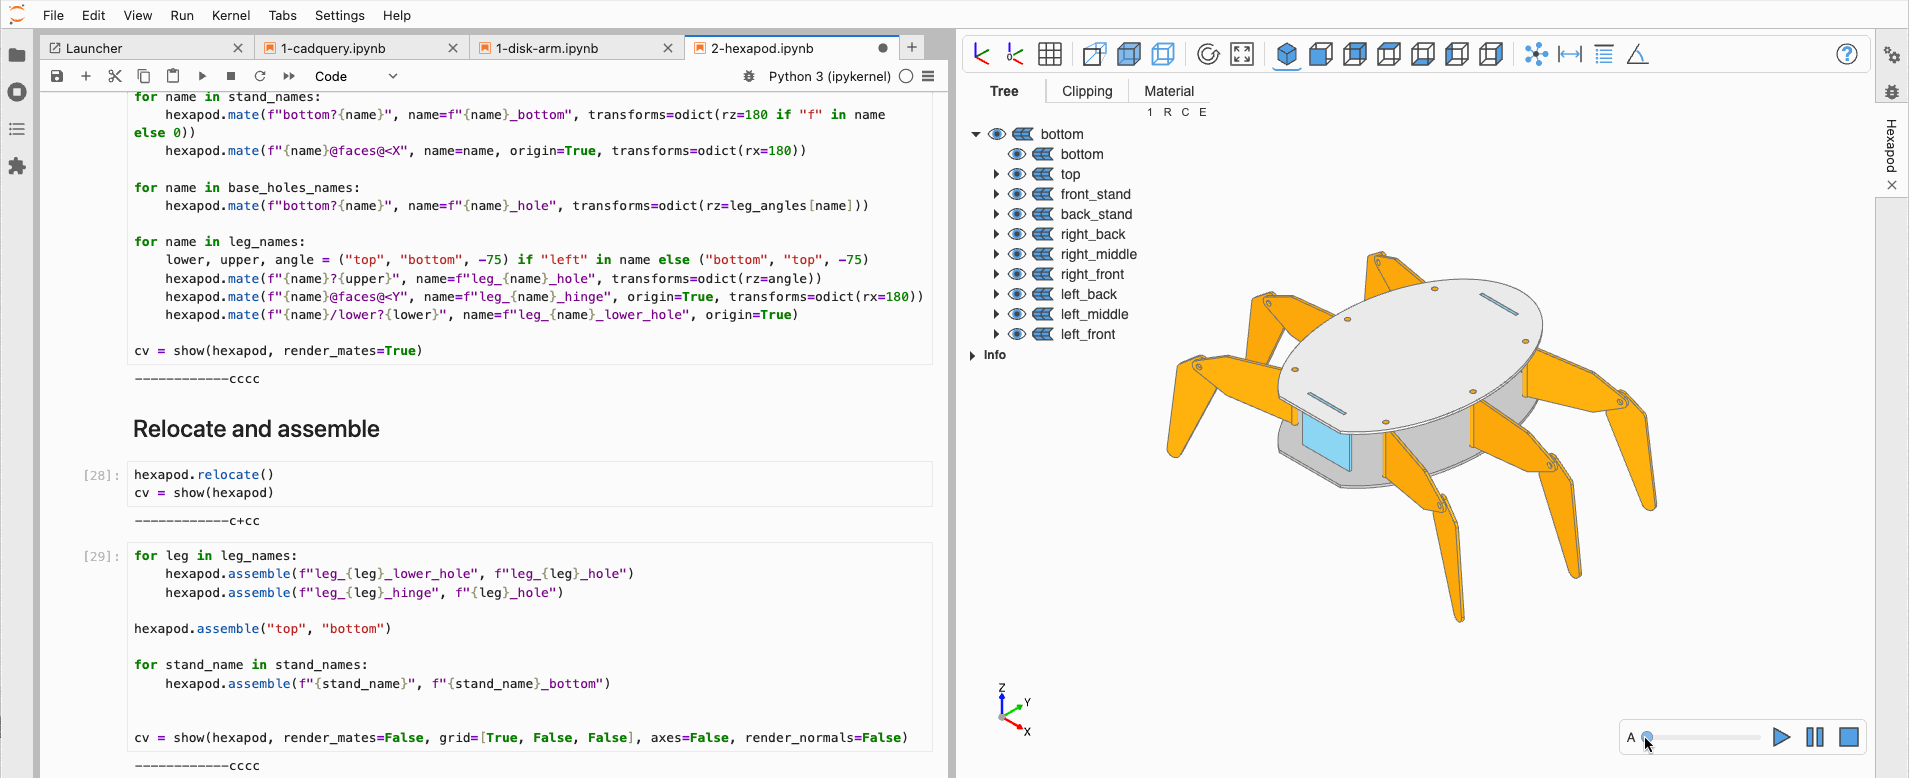 File Edit View Run Kernel Tabs Settings Help
Launcher 1-cadquery.ipynb 1-disk-arm.ipynb 2-hexapod.ipynb
Code Python 3 (ipykernel)
for name in stand_names:
hexapod.mate(f"bottom?{name}", name=f"{name}_bottom", transforms=odict(rz=180 if "f" in name
else 0))
hexapod.mate(f"{name}@faces@<X", name=name, origin=True, transforms=odict(rx=180))
for name in base_holes_names:
hexapod.mate(f"bottom?{name}", name=f"{name}_hole", transforms=odict(rz=leg_angles[name]))
for name in leg_names:
lower, upper, angle = ("top", "bottom", -75) if "left" in name else ("bottom", "top", -75)
hexapod.mate(f"{name}?{upper}", name=f"leg_{name}_hole", transforms=odict(rz=angle))
hexapod.mate(f"{name}@faces@<Y", name=f"leg_{name}_hinge", origin=True, transforms=odict(rx=180))
hexapod.mate(f"{name}/lower?{lower}", name=f"leg_{name}_lower_hole", origin=True)
cv = show(hexapod, render_mates=True)
------------cccc
Relocate and assemble
[28]: hexapod.relocate()
cv = show(hexapod)
------------c+cc
[29]: for leg in leg_names:
hexapod.assemble(f"leg_{leg}_lower_hole", f"leg_{leg}_hole")
hexapod.assemble(f"leg_{leg}_hinge", f"{leg}_hole")
hexapod.assemble("top", "bottom")
for stand_name in stand_names:
hexapod.assemble(f"{stand_name}", f"{stand_name}_bottom")
cv = show(hexapod, render_mates=False, grid=[True, False, False], axes=False, render_normals=False)
------------cccc
Tree Clipping Material
1 R C E
bottom
bottom
top
front_stand
back_stand
right_back
right_middle
right_front
left_back
left_middle
left_front
Info
Z
Y
X
A
Hexapod